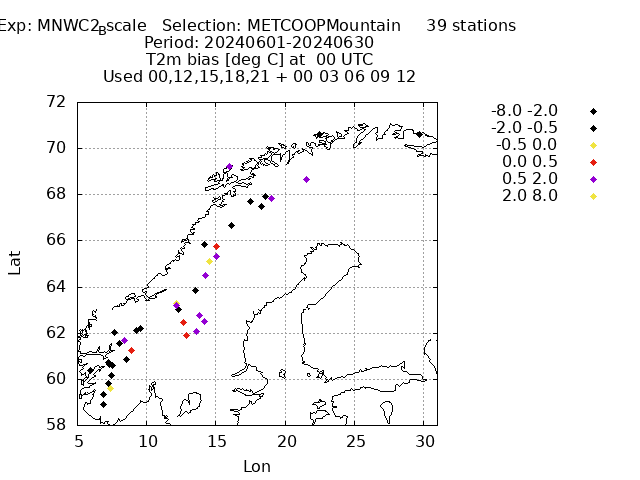 Exp: MNWC2Bscale   Selection: METCOOPMountain     39 stations
Period: 20240601-20240630
T2m bias [deg C] at  00 UTC
Used 00,12,15,18,21 + 00 03 06 09 12
72
70
68
66
64
62
60
58
5 10 15 20 25 30
Lat
Lon
-8.0 -2.0
-2.0 -0.5
-0.5 0.0
0.0 0.5
0.5 2.0
2.0 8.0